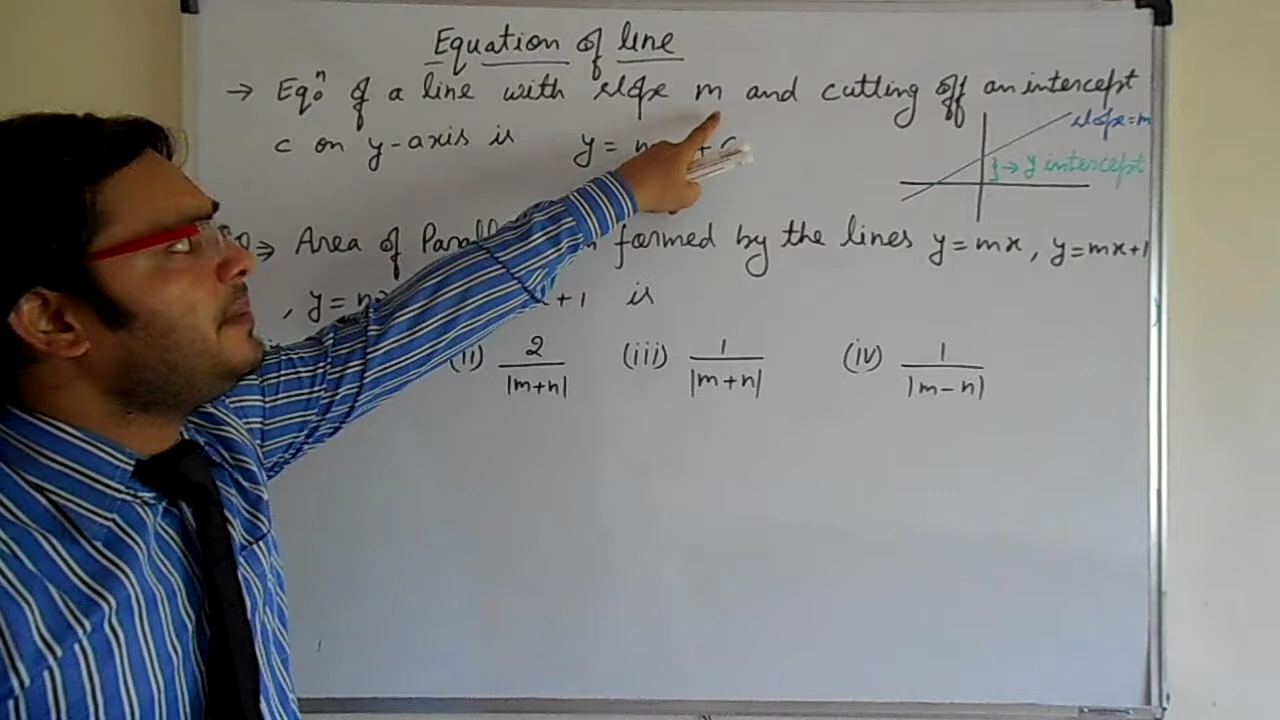 Equation of line
→ Eqⁿ of a line with slope m and cutting off an intercept
c on y-axis is y = m + c
slope = m
} → y intercept
⇒ Area of formed by the lines y = mx, y = mx+1
, y = +1 is
(ii) 2/|m+n| (iii) 1/|m+n| (iv) 1/|m-n|